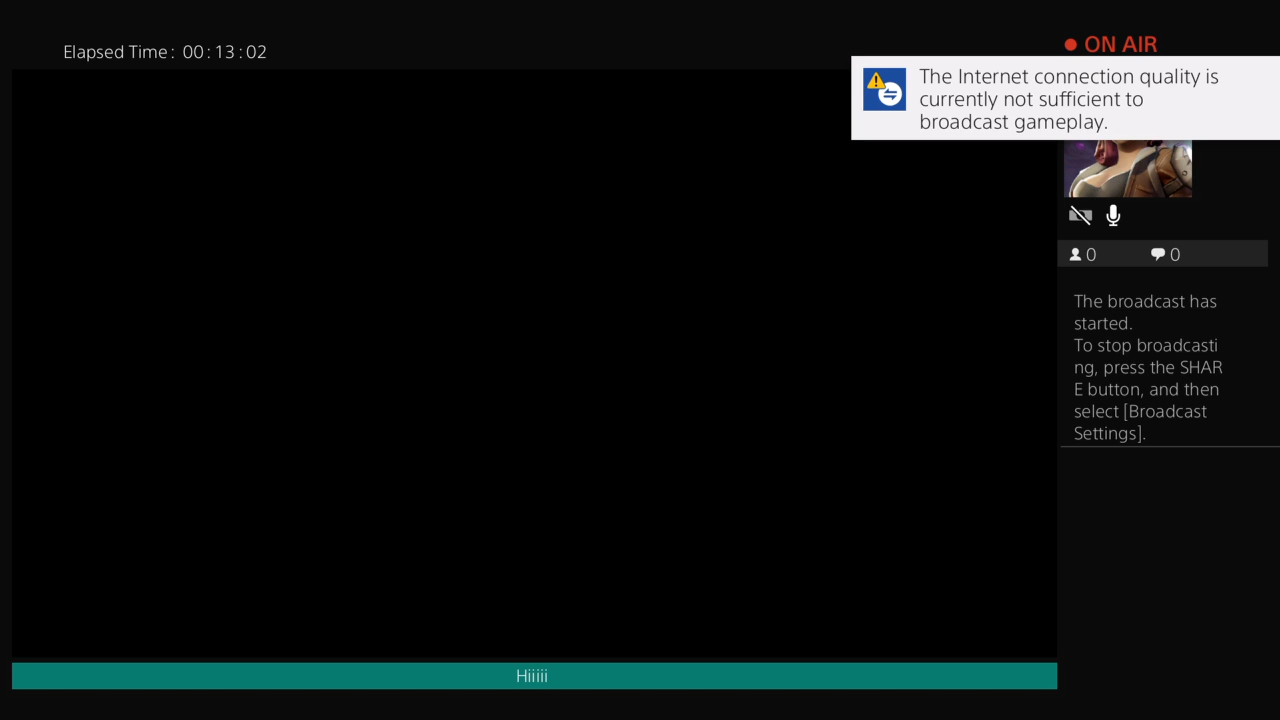 Elapsed Time: 00:13:02
ON AIR
The Internet connection quality is
currently not sufficient to
broadcast gameplay.
0
0
The broadcast has
started.
To stop broadcasti
ng, press the SHAR
E button, and then
select [Broadcast
Settings].
Hiiiii